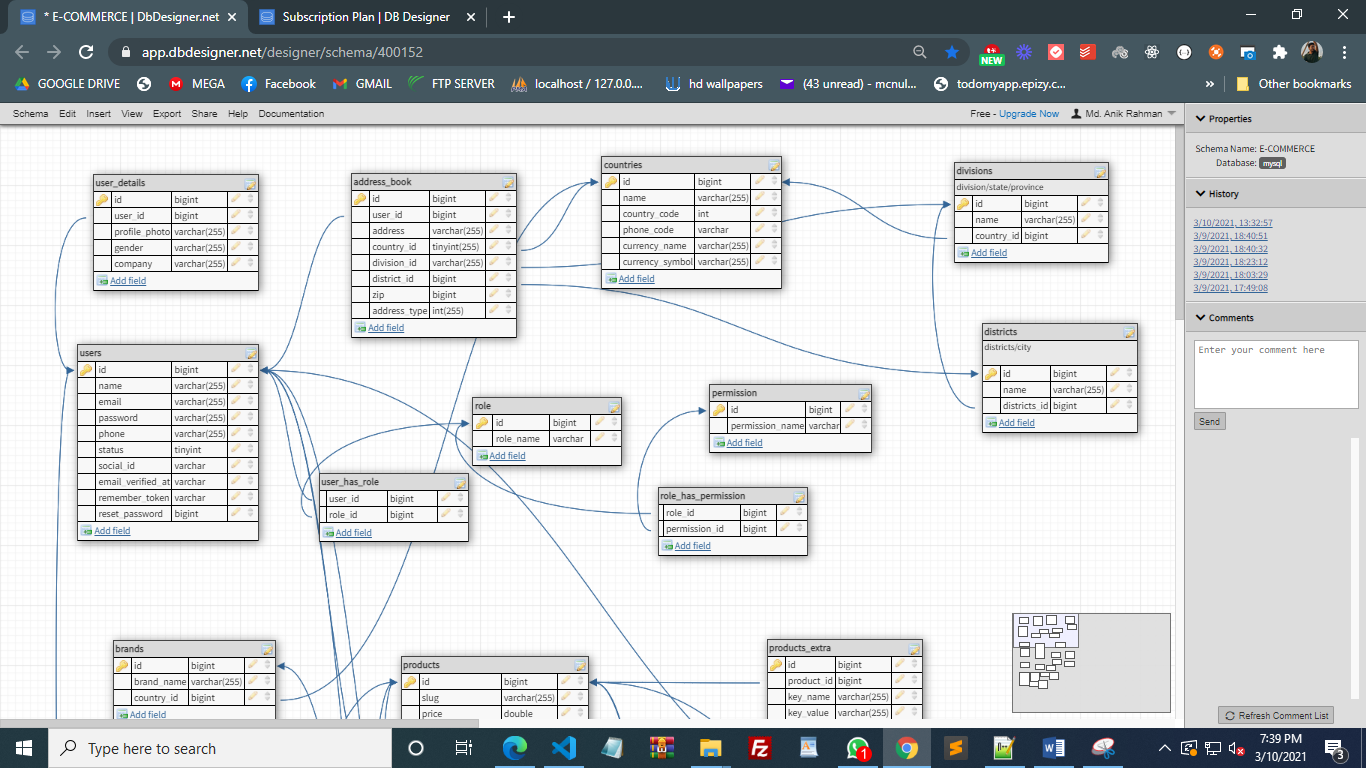 * E-COMMERCE | DbDesigner.net
Subscription Plan | DB Designer
app.dbdesigner.net/designer/schema/400152
NEW
GOOGLE DRIVE
MEGA
Facebook
GMAIL
FTP SERVER
localhost / 127.0.0....
hd wallpapers
(43 unread) - mcnul...
todomyapp.epizy.c...
»
Other bookmarks
Schema Edit Insert View Export Share Help Documentation
Free - Upgrade Now
Md. Anik Rahman
user_details
id bigint
user_id bigint
profile_photo varchar(255)
gender varchar(255)
company varchar(255)
Add field
address_book
id bigint
user_id bigint
address varchar(255)
country_id tinyint(255)
division_id varchar(255)
district_id bigint
zip bigint
address_type int(255)
Add field
countries
id bigint
name varchar(255)
country_code int
phone_code varchar
currency_name varchar(255)
currency_symbol varchar(255)
Add field
divisions
division/state/province
id bigint
name varchar(255)
country_id bigint
Add field
districts
districts/city
id bigint
name varchar(255)
districts_id bigint
Add field
users
id bigint
name varchar(255)
email varchar(255)
password varchar(255)
phone varchar(255)
status tinyint
social_id varchar
email_verified_at varchar
remember_token varchar
reset_password bigint
Add field
role
id bigint
role_name varchar
Add field
permission
id bigint
permission_name varchar
Add field
user_has_role
user_id bigint
role_id bigint
Add field
role_has_permission
role_id bigint
permission_id bigint
Add field
brands
id bigint
brand_name varchar(255)
country_id bigint
Add field
products
id bigint
slug varchar(255)
price double
products_extra
id bigint
product_id bigint
key_name varchar(255)
key_value varchar(255)
Properties
Schema Name: E-COMMERCE
Database: mysql
History
3/10/2021, 13:32:57
3/9/2021, 18:40:51
3/9/2021, 18:40:32
3/9/2021, 18:23:12
3/9/2021, 18:03:29
3/9/2021, 17:49:08
Comments
Enter your comment here
Send
Refresh Comment List
Type here to search
1
7:39 PM
3/10/2021
3